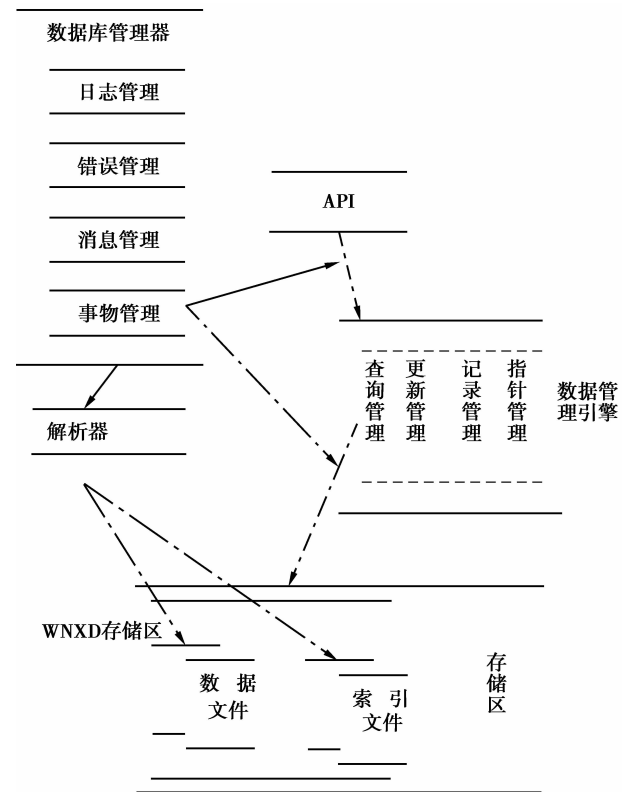 数据库管理器
日志管理
错误管理
消息管理
事物管理
解析器
API
查询管理
更新管理
记录管理
指针管理
数据管
理引擎
WNXD存储区
数 据
文件
索 引
文件
存储区